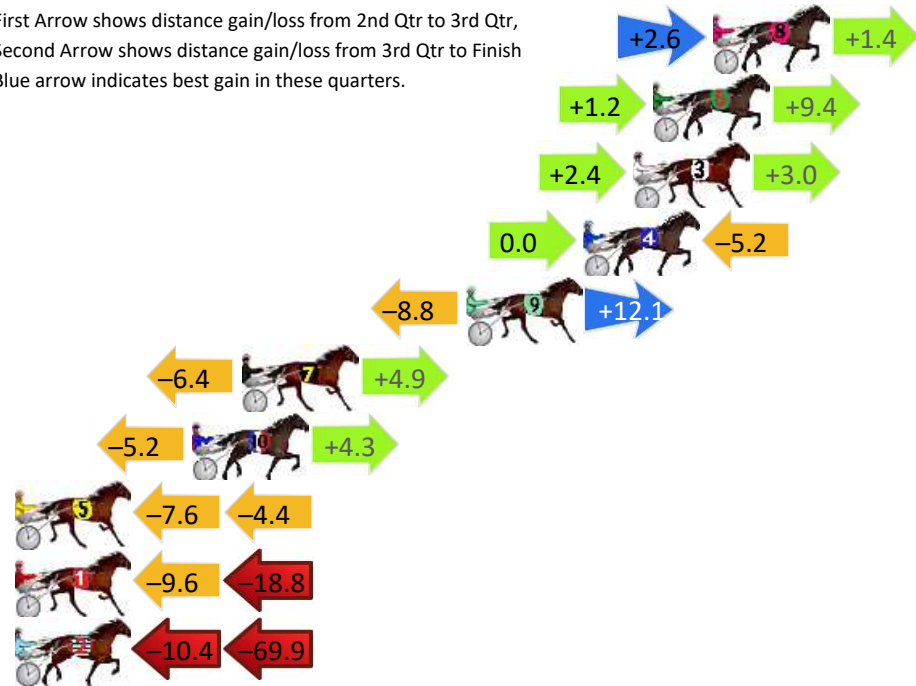 First Arrow shows distance gain/loss from 2nd Qtr to 3rd Qtr,
Second Arrow shows distance gain/loss from 3rd Qtr to Finish
Blue arrow indicates best gain in these quarters.
+2.6 8 +1.4
+1.2 6 +9.4
+2.4 3 +3.0
0.0 4 –5.2
–8.8 9 +12.1
–6.4 7 +4.9
–5.2 10 +4.3
5 –7.6 –4.4
1 –9.6 –18.8
2 –10.4 –69.9